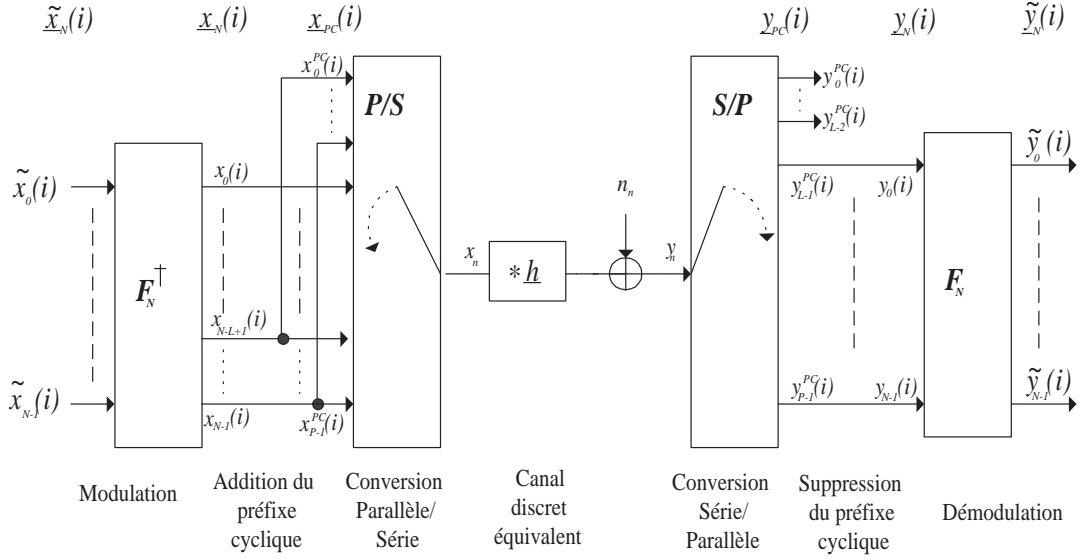 x̃_N(i) x_N(i) x_PC(i) y_PC(i) y_N(i) ỹ_N(i)
x_0^PC(i)
P/S
S/P
y_0^PC(i)
y_L-2^PC(i)
x̃_0(i)
x_0(i)
n_n
y_L-1^PC(i)
y_0(i)
ỹ_0(i)
F_N^†
x_n
* h
y_n
F_N
x_N-L+1(i)
x̃_N-1(i)
x_N-1(i)
x_P-1^PC(i)
y_P-1^PC(i)
y_N-1(i)
ỹ_N-1(i)
Modulation
Addition du
préfixe
cyclique
Conversion
Parallèle/
Série
Canal
discret
équivalent
Conversion
Série/
Parallèle
Suppression
du préfixe
cyclique
Démodulation